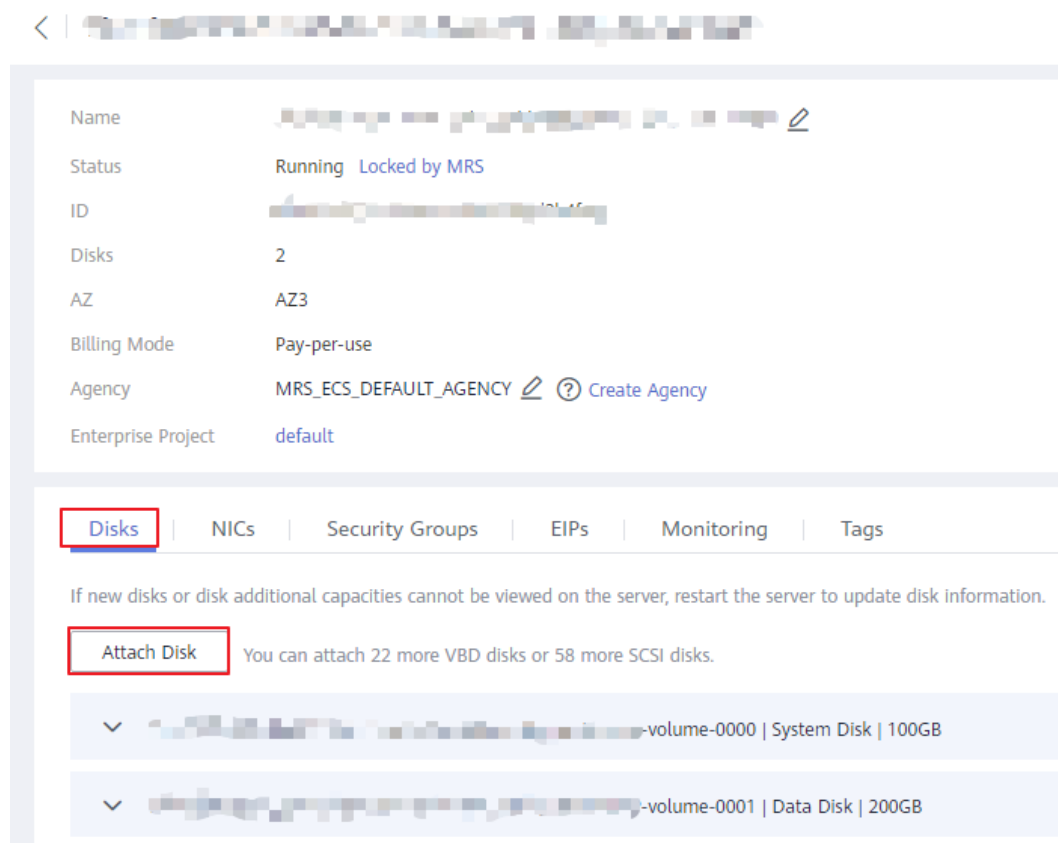 Name
Status Running Locked by MRS
ID
Disks 2
AZ AZ3
Billing Mode Pay-per-use
Agency MRS_ECS_DEFAULT_AGENCY Create Agency
Enterprise Project default
Disks NICs Security Groups EIPs Monitoring Tags
If new disks or disk additional capacities cannot be viewed on the server, restart the server to update disk information.
Attach Disk You can attach 22 more VBD disks or 58 more SCSI disks.
-volume-0000 | System Disk | 100GB
-volume-0001 | Data Disk | 200GB